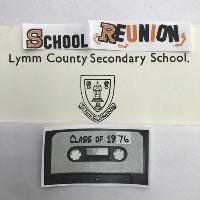 School Reunion
Lymm County Secondary School.
CLASS OF 1976